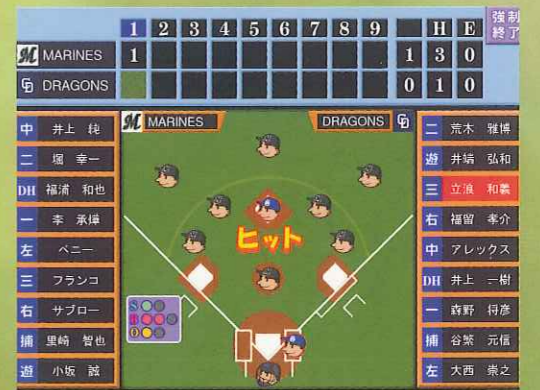 1 2 3 4 5 6 7 8 9 H E
強制終了
M MARINES 1 1 3 0
D DRAGONS 0 1 0
M MARINES
DRAGONS D
中 井上 純
二 堀 幸一
DH 福浦 和也
一 李 承燁
左 ベニー
三 フランコ
右 サブロー
捕 里崎 智也
遊 小坂 誠
ヒット
S
B
O
二 荒木 雅博
遊 井端 弘和
三 立浪 和義
右 福留 孝介
中 アレックス
DH 井上 一樹
一 森野 将彦
捕 谷繁 元信
左 大西 崇之